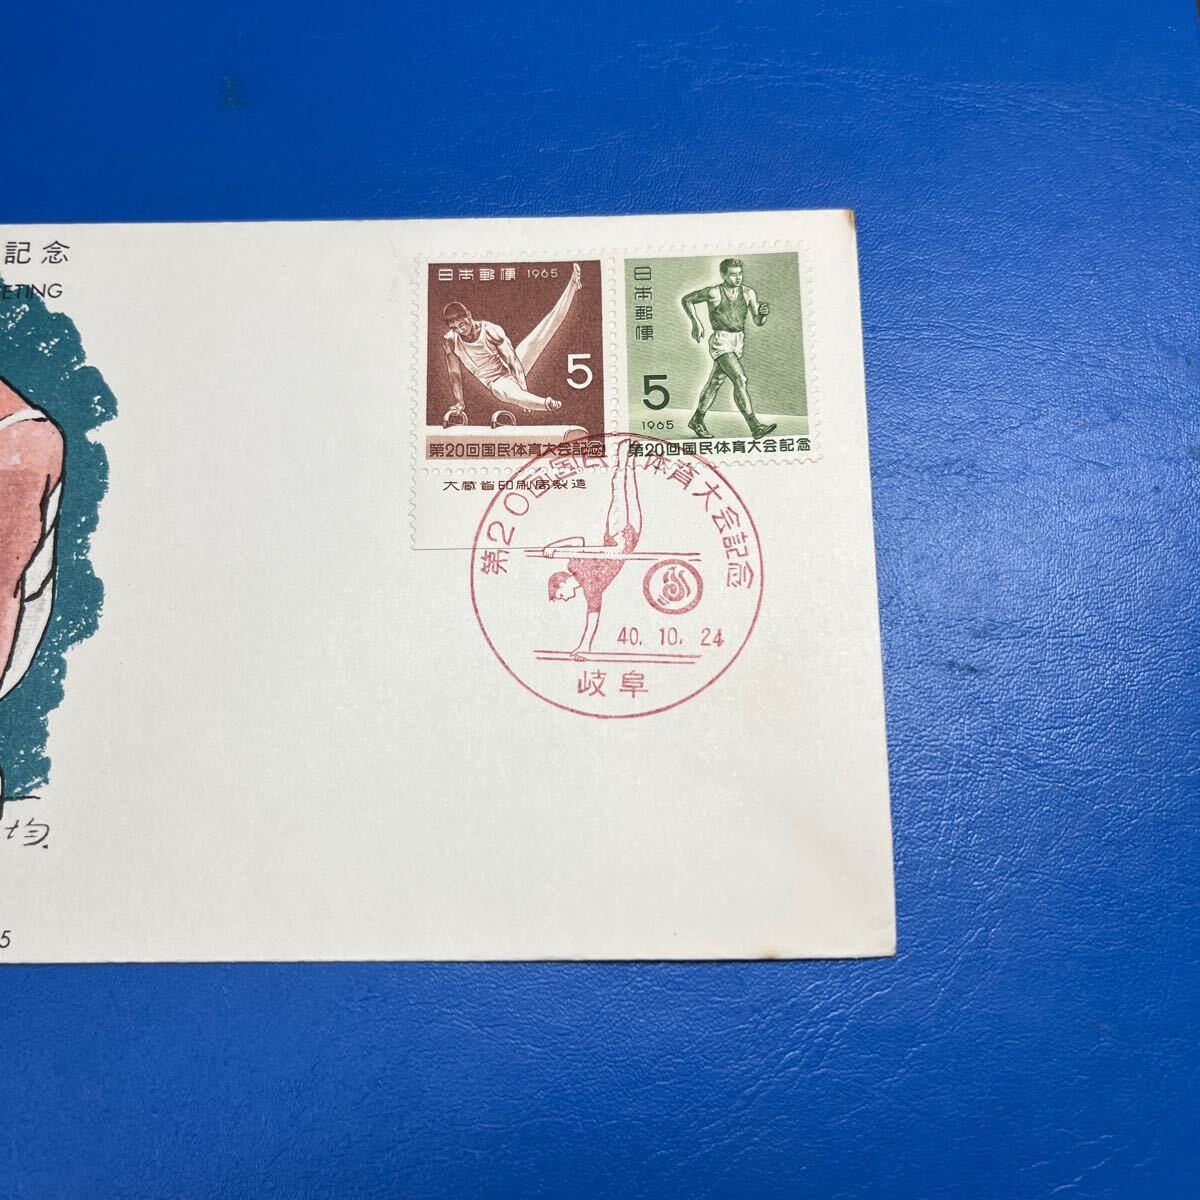 記念
EETING
日本郵便 1965
5
第20回国民体育大会記念
大蔵省印刷局製造
日本郵便
5
1965
第20回国民体育大会記念
第20回国民体育大会記念
40.10.24
岐阜
均.
5